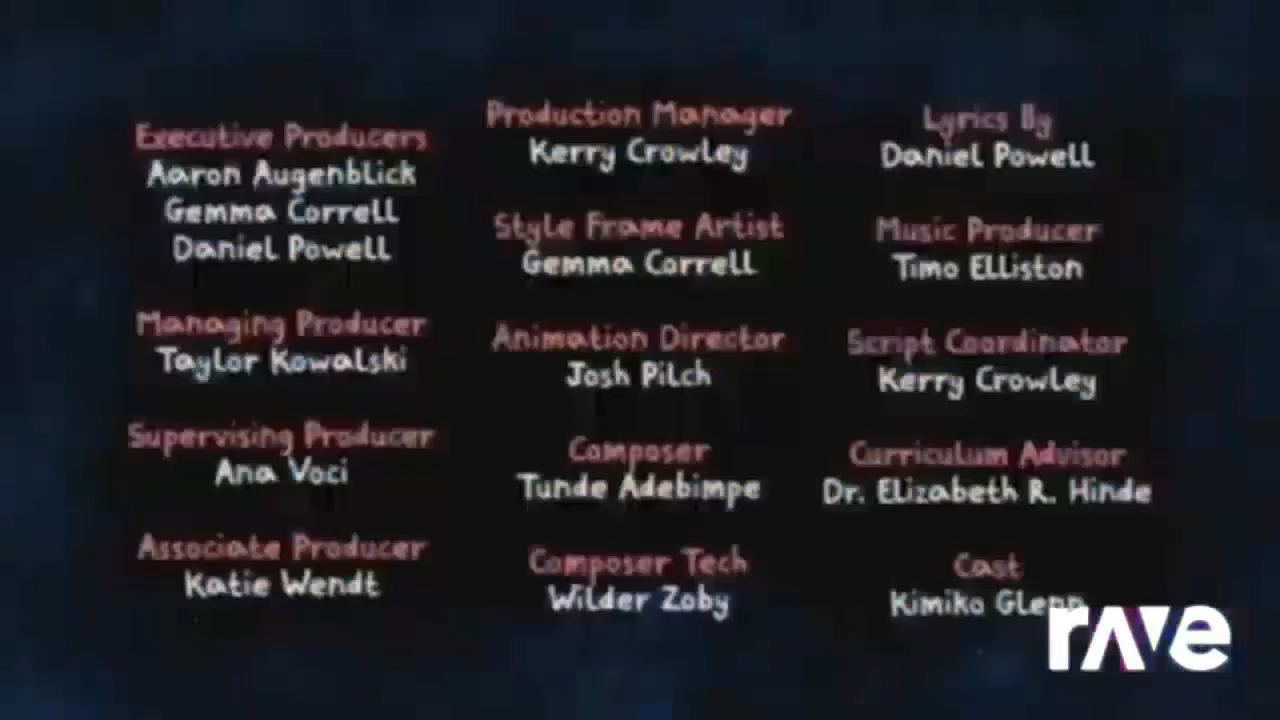 Executive Producers
Aaron Augenblick
Gemma Correll
Daniel Powell
Managing Producer
Taylor Kowalski
Supervising Producer
Ana Voci
Associate Producer
Katie Wendt
Production Manager
Kerry Crowley
Style Frame Artist
Gemma Correll
Animation Director
Josh Pilch
Composer
Tunde Adebimpe
Composer Tech
Wilder Zoby
Lyrics By
Daniel Powell
Music Producer
Timo Elliston
Script Coordinator
Kerry Crowley
Curriculum Advisor
Dr. Elizabeth R. Hinde
Cast
Kimiko Glenn
rave